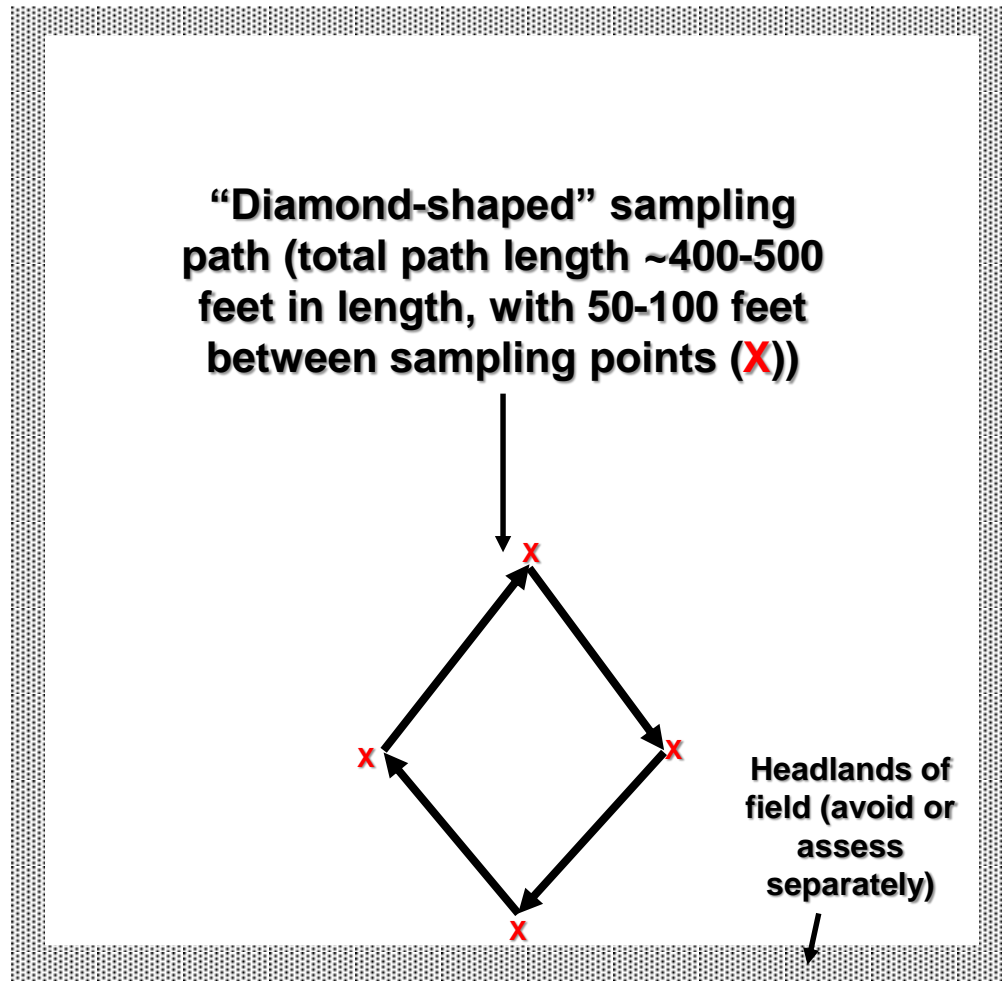 “Diamond-shaped” sampling
path (total path length ~400-500
feet in length, with 50-100 feet
between sampling points (X))
X
X
X
Headlands of
field (avoid or
assess
separately)
X